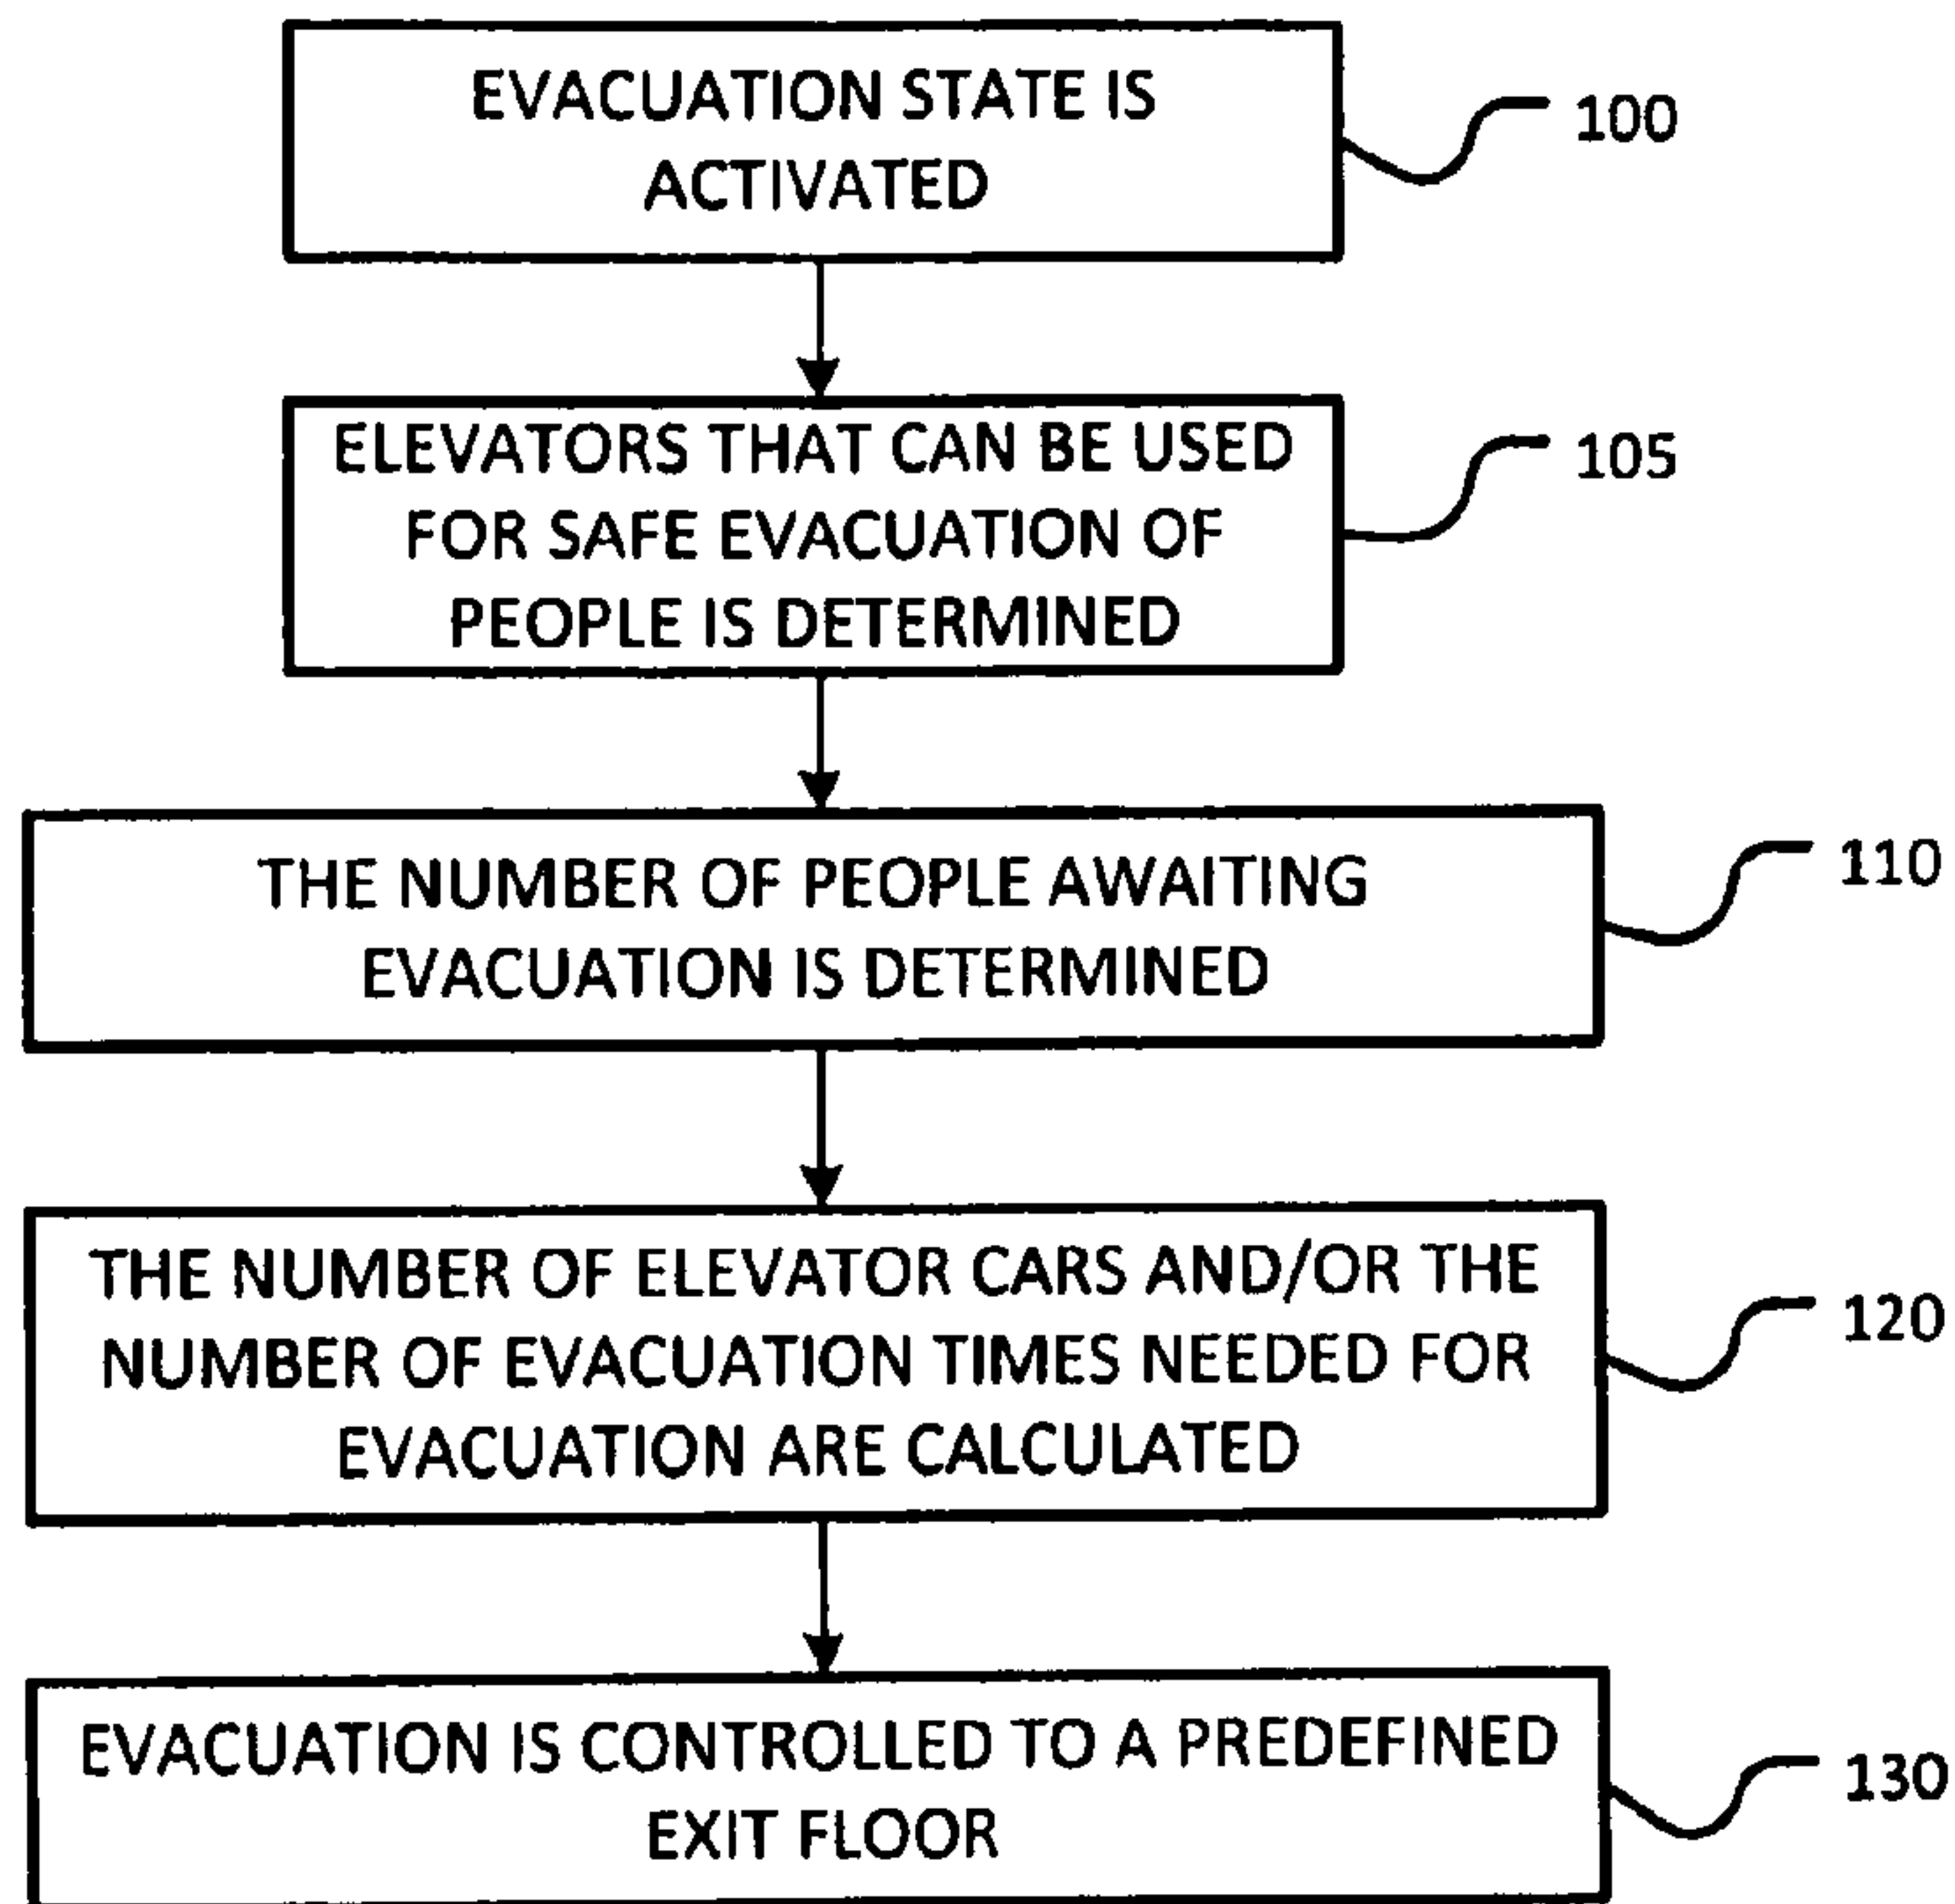 EVACUATION STATE IS
ACTIVATED
100
ELEVATORS THAT CAN BE USED
FOR SAFE EVACUATION OF
PEOPLE IS DETERMINED
105
THE NUMBER OF PEOPLE AWAITING
EVACUATION IS DETERMINED
110
THE NUMBER OF ELEVATOR CARS AND/OR THE
NUMBER OF EVACUATION TIMES NEEDED FOR
EVACUATION ARE CALCULATED
120
EVACUATION IS CONTROLLED TO A PREDEFINED
EXIT FLOOR
130